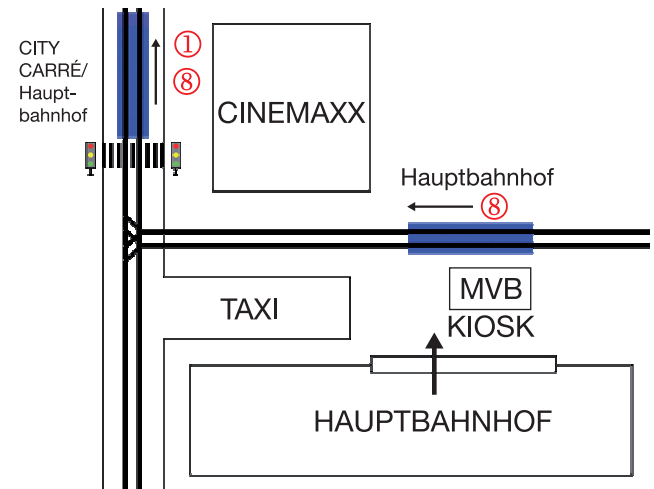 CITY
CARRÉ/
Haupt-
bahnhof
①
⑧
CINEMAXX
Hauptbahnhof
⑧
MVB
KIOSK
TAXI
HAUPTBAHNHOF